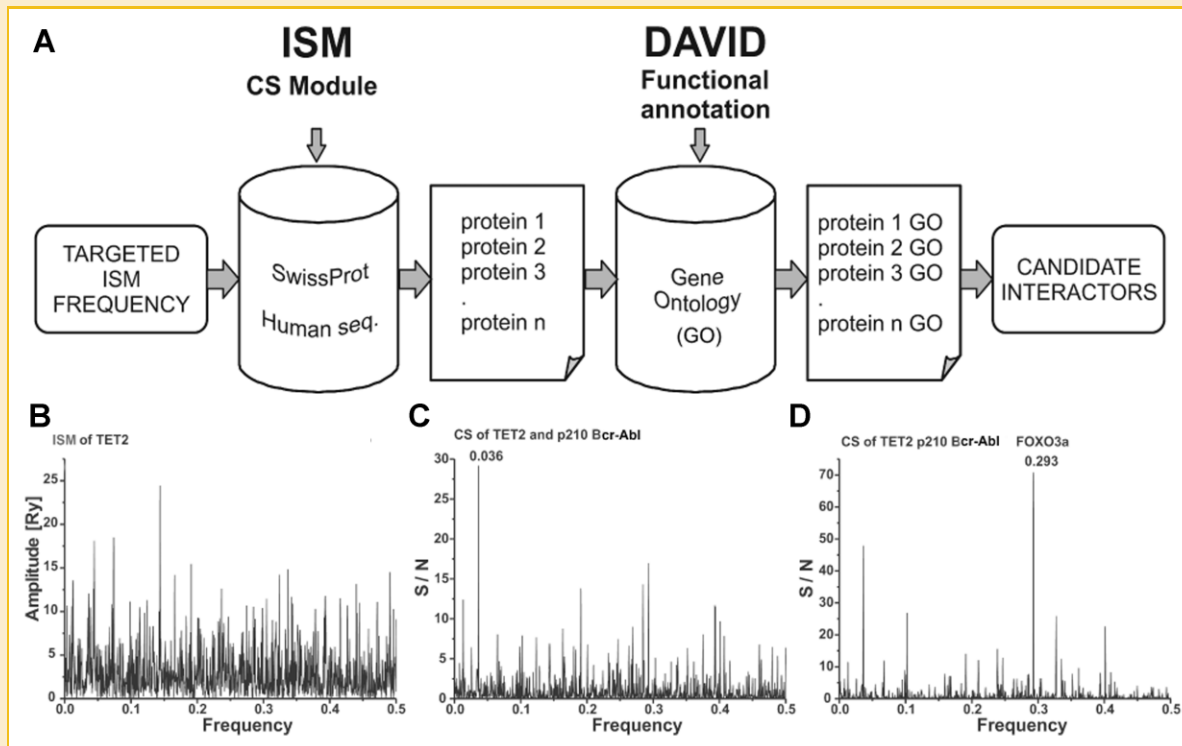 A
ISM
CS Module
DAVID
Functional
annotation
TARGETED
ISM
FREQUENCY
SwissProt
Human seq.
protein 1
protein 2
protein 3
.
protein n
Gene
Ontology
(GO)
protein 1 GO
protein 2 GO
protein 3 GO
.
protein n GO
CANDIDATE
INTERACTORS
B
ISM of TET2
Amplitude [Ry]
25
20
15
10
5
0
0.0 0.1 0.2 0.3 0.4 0.5
Frequency
C
CS of TET2 and p210 Bcr-Abl
0.036
S / N
30
25
20
15
10
5
0
0.0 0.1 0.2 0.3 0.4 0.5
Frequency
D
CS of TET2 p210 Bcr-Abl FOXO3a
0.293
S / N
70
60
50
40
30
20
10
0
0.0 0.1 0.2 0.3 0.4 0.5
Frequency